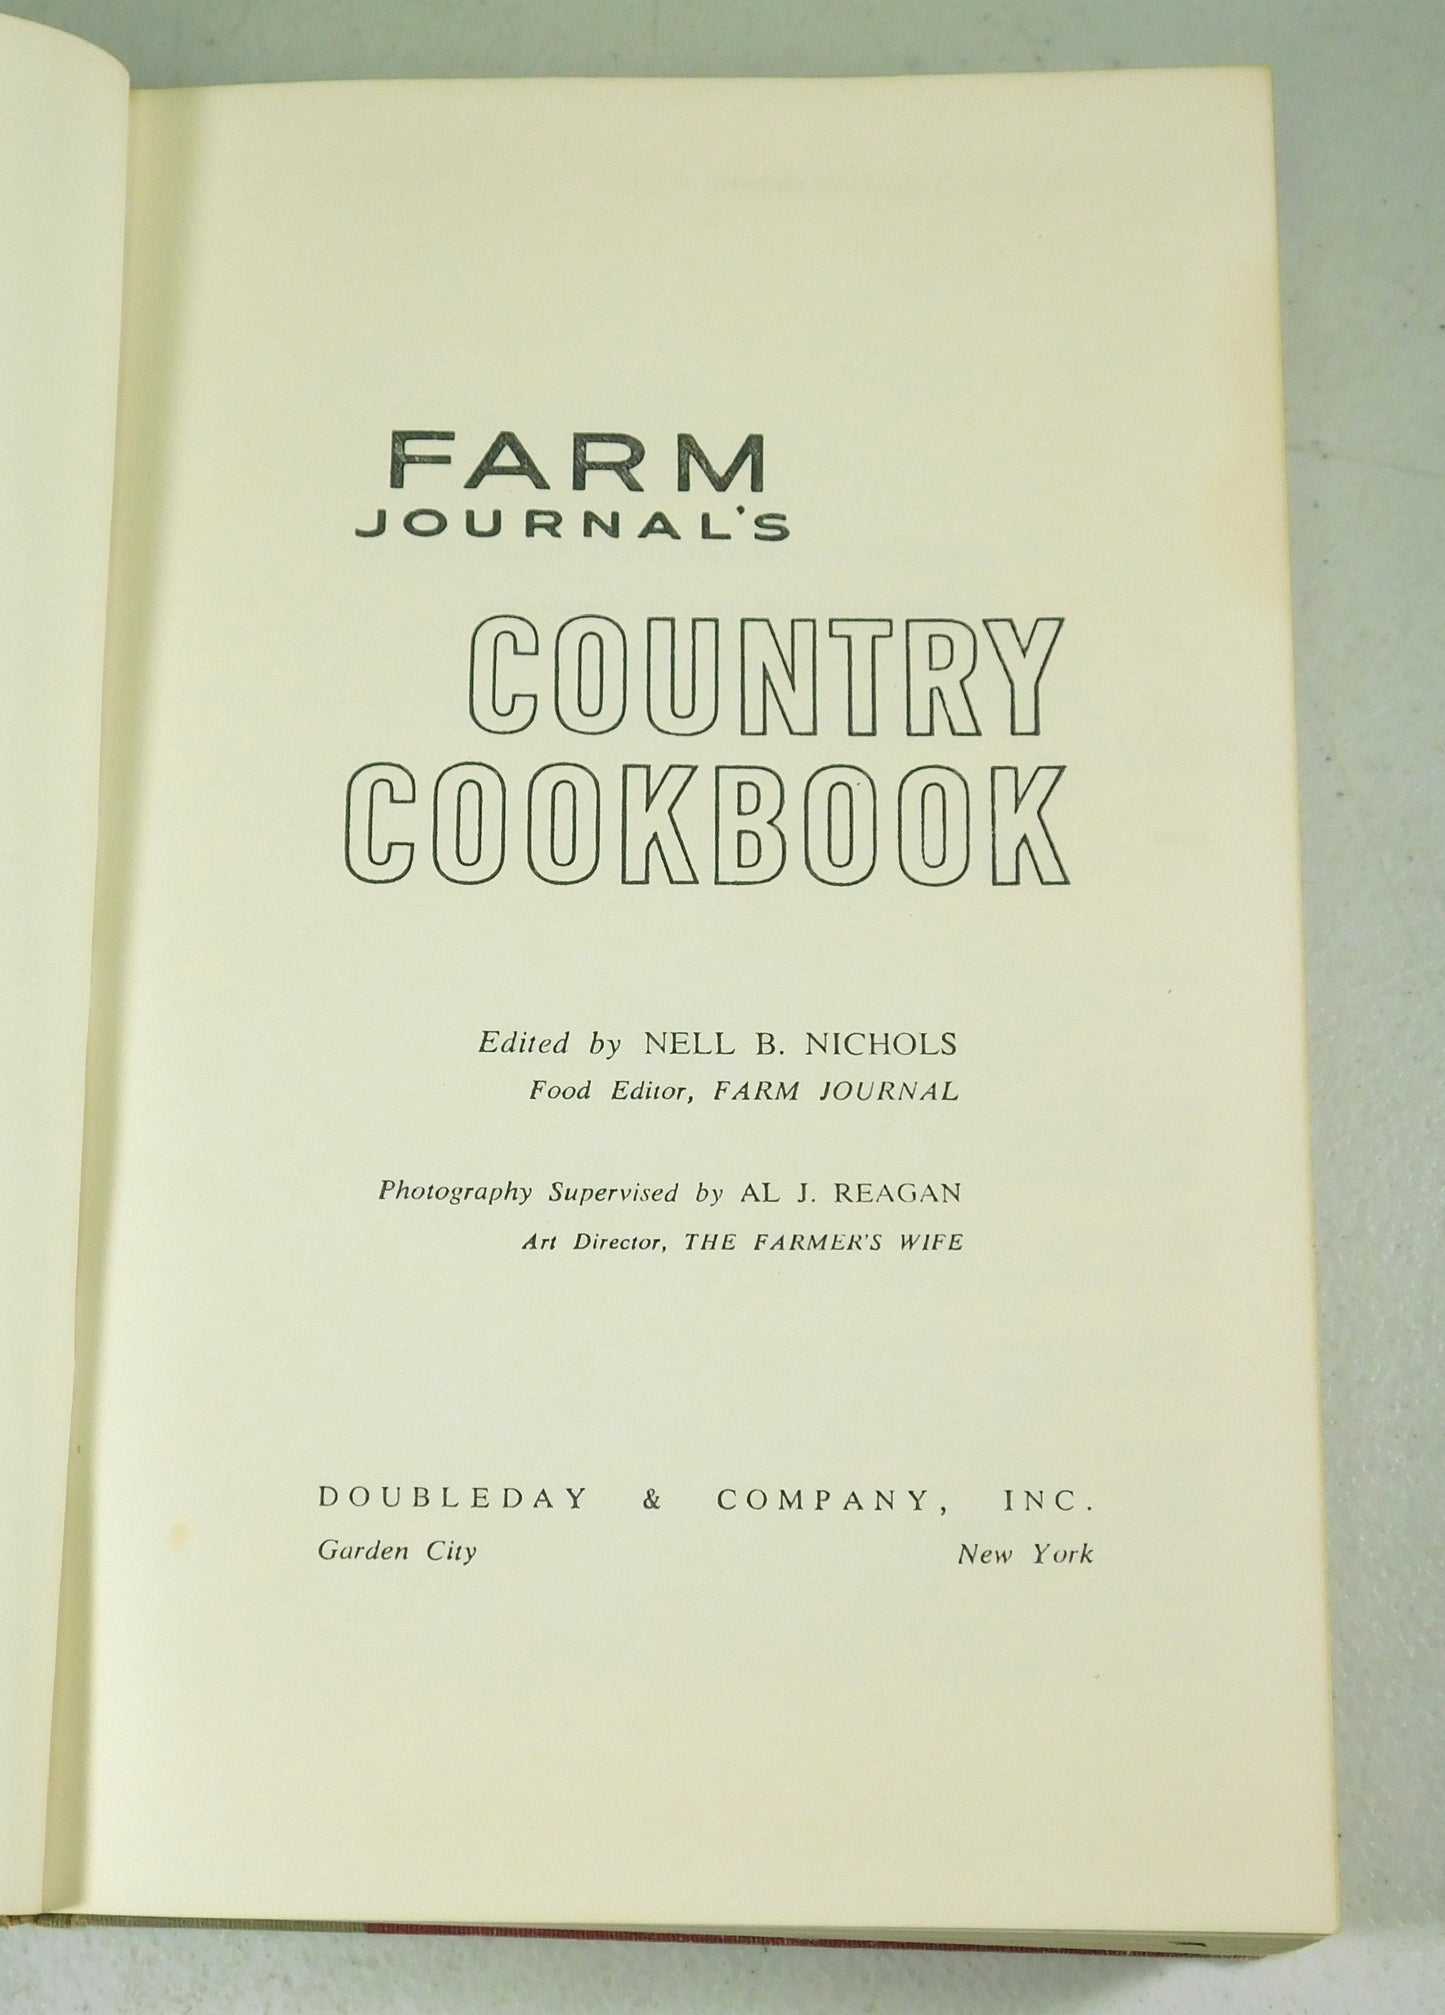 FARM
JOURNAL'S
COUNTRY
COOKBOOK
Edited by NELL B. NICHOLS
Food Editor, FARM JOURNAL
Photography Supervised by AL J. REAGAN
Art Director, THE FARMER'S WIFE
DOUBLEDAY & COMPANY, INC.
Garden City New York